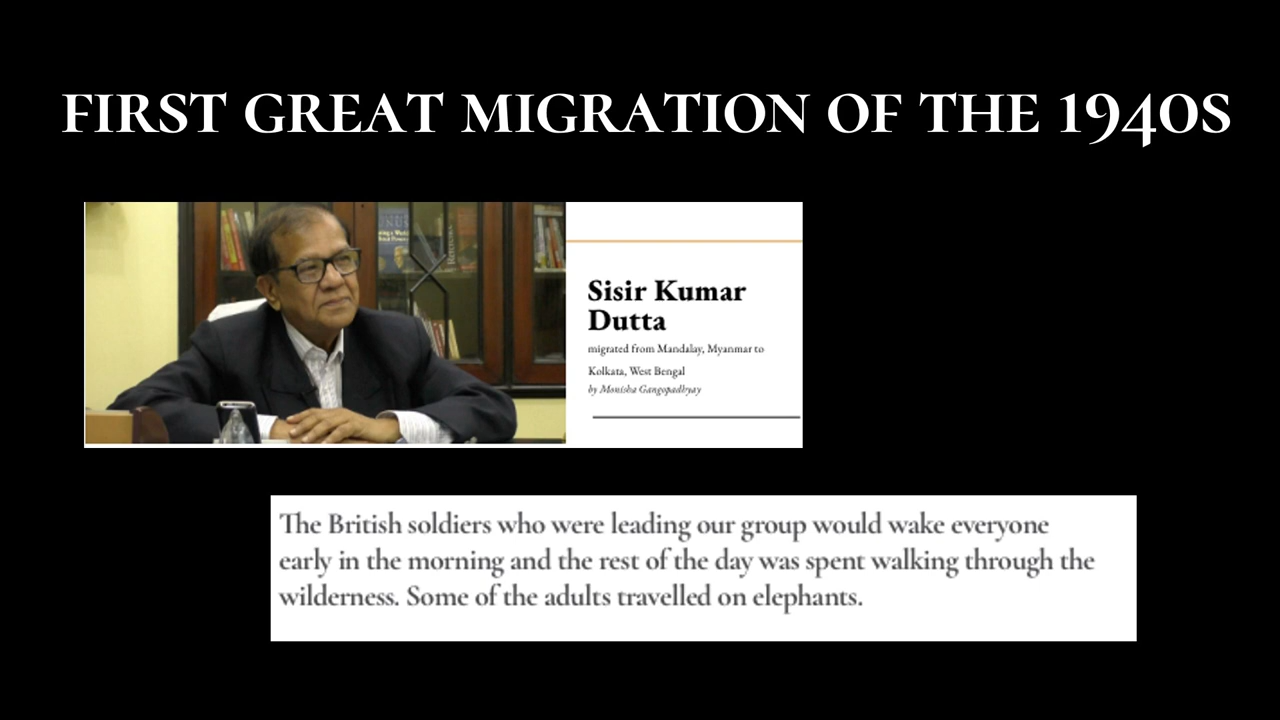 FIRST GREAT MIGRATION OF THE 1940S
Sisir Kumar
Dutta
migrated from Mandalay, Myanmar to
Kolkata, West Bengal
by Monisha Gangopadhyay
The British soldiers who were leading our group would wake everyone
early in the morning and the rest of the day was spent walking through the
wilderness. Some of the adults travelled on elephants.